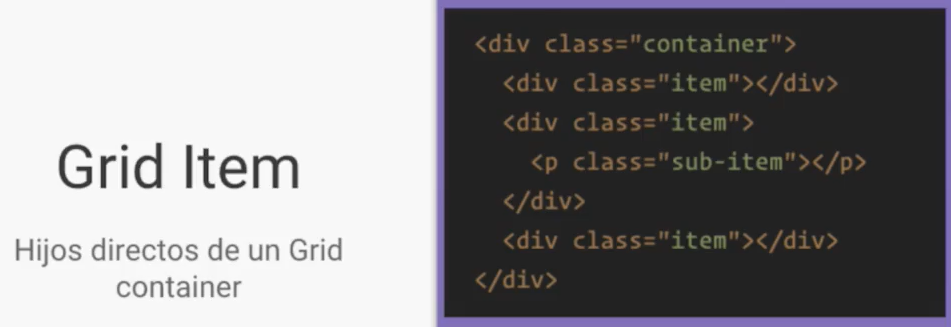 Grid Item
Hijos directos de un Grid
container
<div class="container">
  <div class="item"></div>
  <div class="item">
    <p class="sub-item"></p>
  </div>
  <div class="item"></div>
</div>